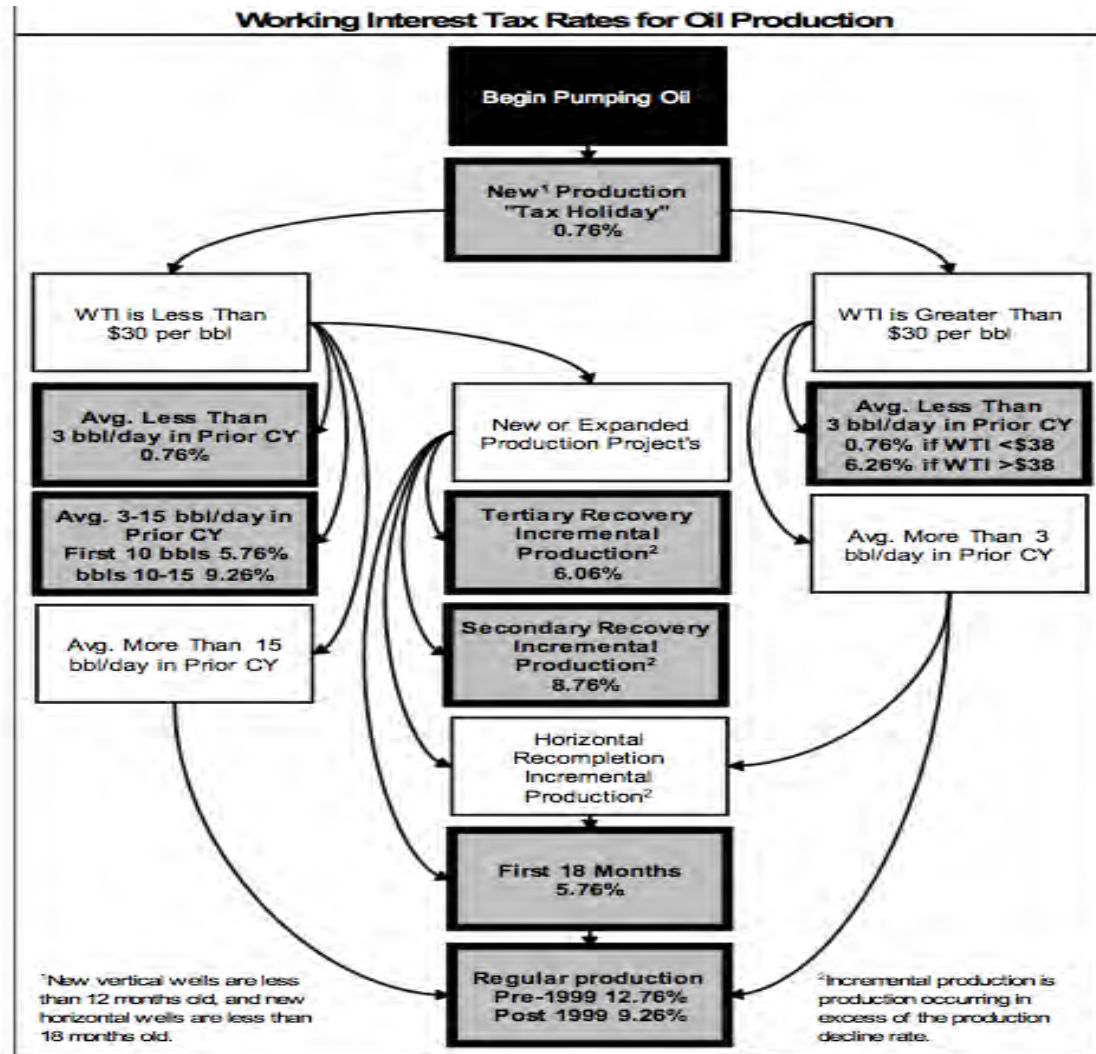 Working Interest Tax Rates for Oil Production
Begin Pumping Oil
New¹ Production
"Tax Holiday"
0.76%
WTI is Less Than
$30 per bbl
WTI is Greater Than
$30 per bbl
Avg. Less Than
3 bbl/day in Prior CY
0.76%
New or Expanded
Production Project's
Avg. Less Than
3 bbl/day in Prior CY
0.76% if WTI <$38
6.26% if WTI >$38
Avg. 3-15 bbl/day in
Prior CY
First 10 bbls 5.76%
bbls 10-15 9.26%
Tertiary Recovery
Incremental
Production²
6.06%
Avg. More Than 3
bbl/day in Prior CY
Avg. More Than 15
bbl/day in Prior CY
Secondary Recovery
Incremental
Production²
8.76%
Horizontal
Recompletion
Incremental
Production²
First 18 Months
5.76%
Regular production
Pre-1999 12.76%
Post 1999 9.26%
¹New vertical wells are less
than 12 months old, and new
horizontal wells are less than
18 months old.
²Incremental production is
production occurring in
excess of the production
decline rate.